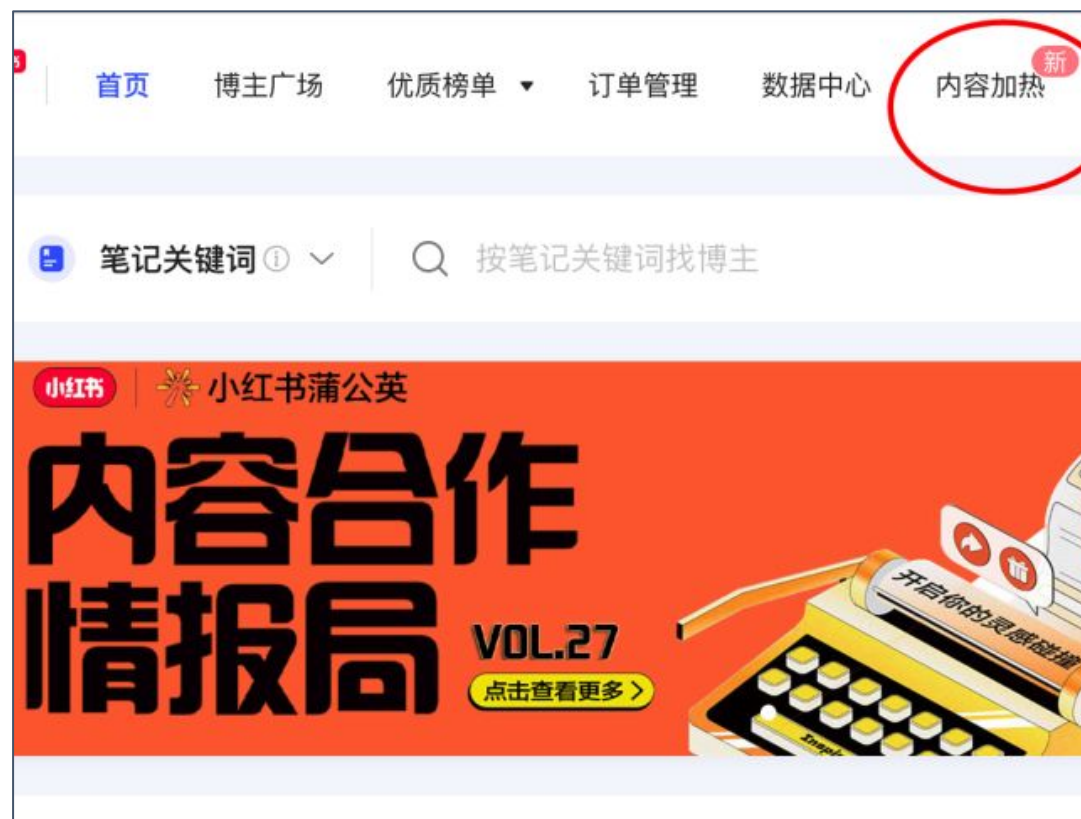 新
首页 博主广场 优质榜单 订单管理 数据中心 内容加热
笔记关键词 按笔记关键词找博主
小红书 小红书蒲公英
内容合作
情报局
VOL.27
点击查看更多
开启你的灵感碰撞